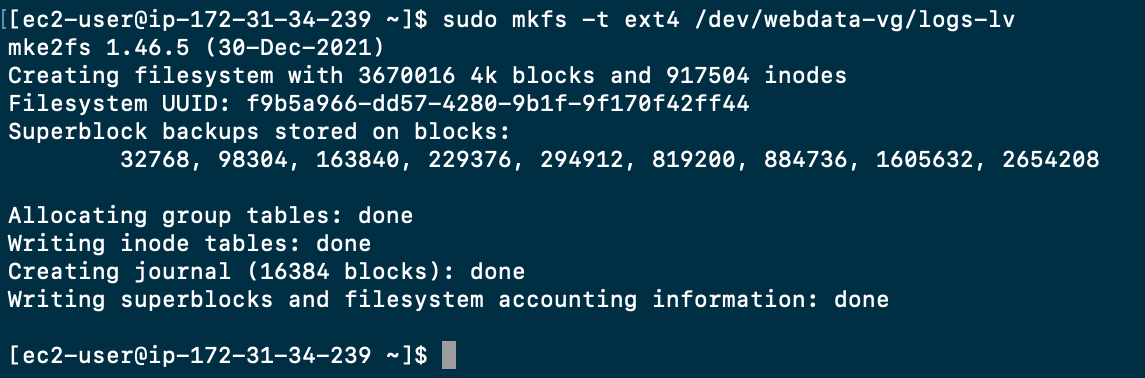 [[ec2-user@ip-172-31-34-239 ~]$ sudo mkfs -t ext4 /dev/webdata-vg/logs-lv
mke2fs 1.46.5 (30-Dec-2021)
Creating filesystem with 3670016 4k blocks and 917504 inodes
Filesystem UUID: f9b5a966-dd57-4280-9b1f-9f170f42ff44
Superblock backups stored on blocks:
        32768, 98304, 163840, 229376, 294912, 819200, 884736, 1605632, 2654208
Allocating group tables: done
Writing inode tables: done
Creating journal (16384 blocks): done
Writing superblocks and filesystem accounting information: done
[ec2-user@ip-172-31-34-239 ~]$